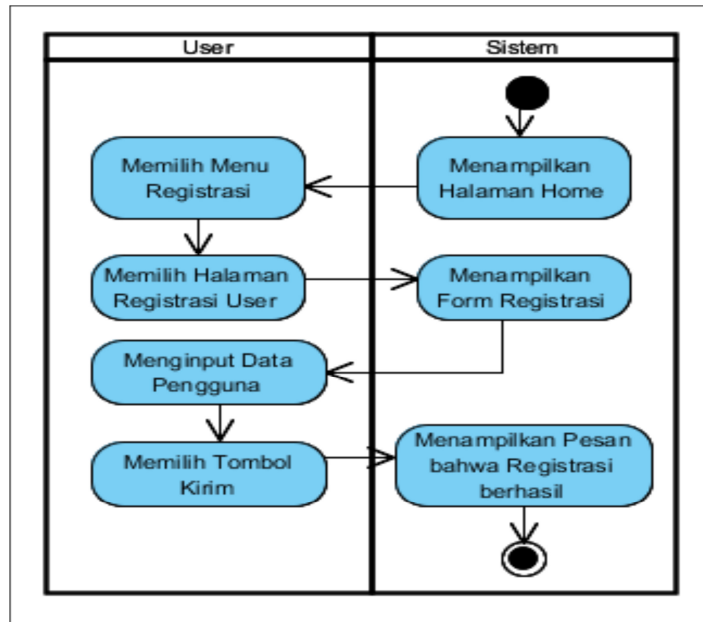 User
Sistem
Memilih Menu
Registrasi
Menampilkan
Halaman Home
Memilih Halaman
Registrasi User
Menampilkan
Form Registrasi
Menginput Data
Pengguna
Memilih Tombol
Kirim
Menampilkan Pesan
bahwa Registrasi
berhasil